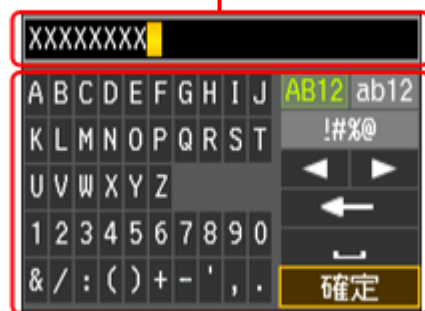 XXXXXXXX
A B C D E F G H I J AB12 ab12
K L M N O P Q R S T !#%@
U V W X Y Z
1 2 3 4 5 6 7 8 9 0
& / : ( ) + - ' , . 確定